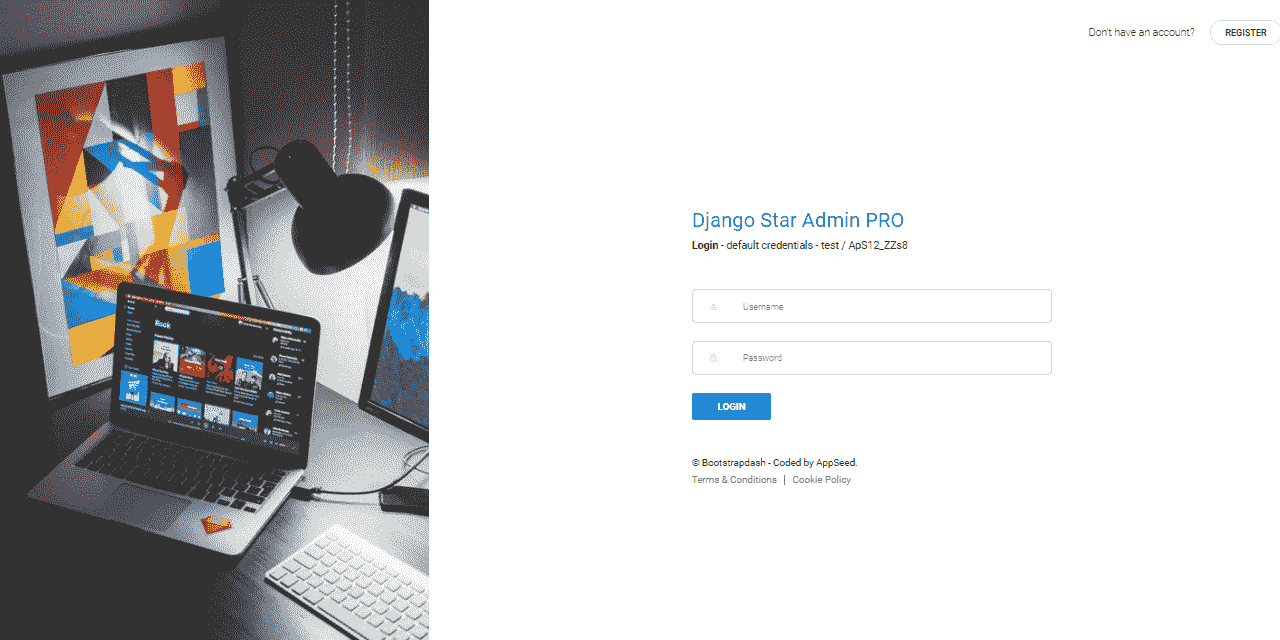 Don't have an account?
REGISTER
Django Star Admin PRO
Login - default credentials - test / ApS12_ZZs8
Username
Password
LOGIN
© Bootstrapdash - Coded by AppSeed.
Terms & Conditions | Cookie Policy
Rock